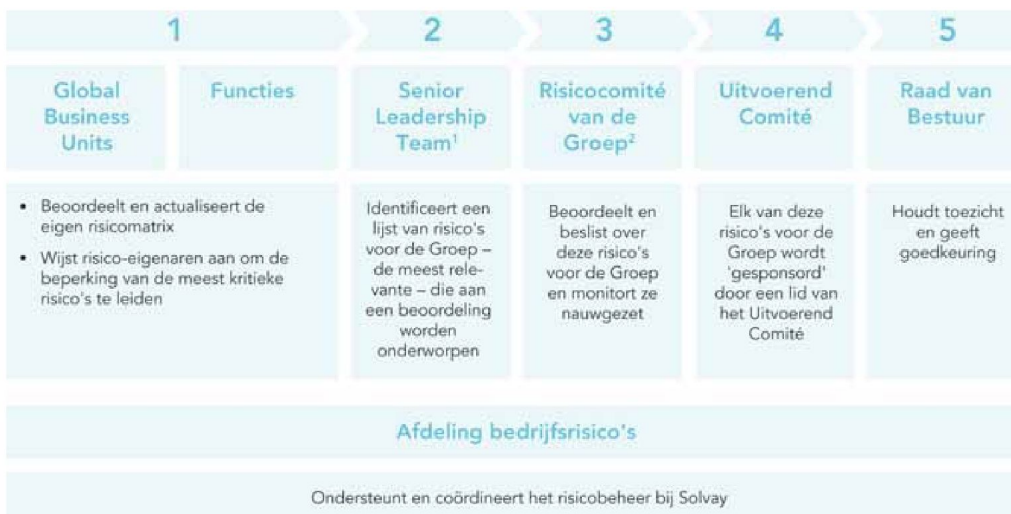 1
2
3
4
5
Global
Business
Units
Functies
Senior
Leadership
Team¹
Risicocomité
van de
Groep²
Uitvoerend
Comité
Raad van
Bestuur
• Beoordeelt en actualiseert de
eigen risicomatrix
• Wijst risico-eigenaren aan om de
beperking van de meest kritieke
risico's te leiden
Identificeert een
lijst van risico's
voor de Groep –
de meest rele-
vante – die aan
een beoordeling
worden
onderworpen
Beoordeelt en
beslist over
deze risico's
voor de Groep
en monitort ze
nauwgezet
Elk van deze
risico's voor de
Groep wordt
'gesponsord'
door een lid van
het Uitvoerend
Comité
Houdt toezicht
en geeft
goedkeuring
Afdeling bedrijfsrisico's
Ondersteunt en coördineert het risicobeheer bij Solvay